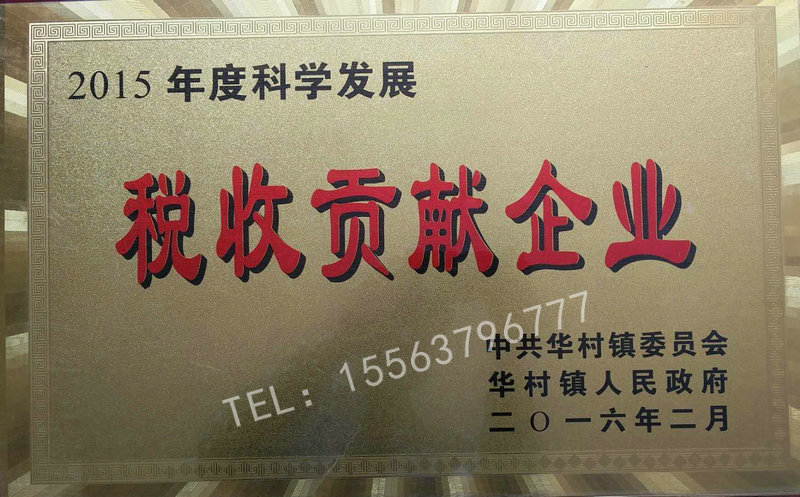 2015 年度科学发展
税收贡献企业
中共华村镇委员会
华村镇人民政府
二〇一六年二月
TEL：15563796777